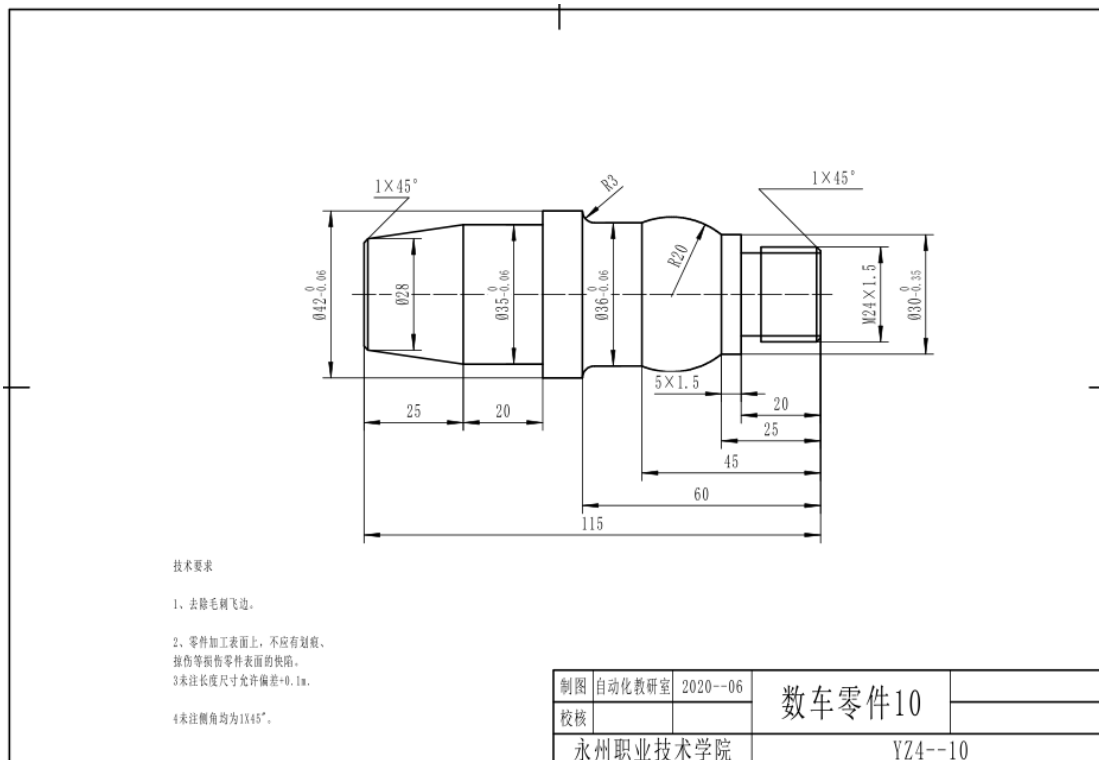 1×45°
R3
1×45°
Ø42 0 -0.06
Ø28
Ø35 0 -0.06
Ø36 0 -0.06
R20
M24×1.5
Ø30 0 -0.35
5×1.5
25
20
20
25
45
60
115
技术要求
1、去除毛刺飞边。
2、零件加工表面上，不应有划痕、
擦伤等损伤零件表面的缺陷。
3未注长度尺寸允许偏差+0.1m.
4未注侧角均为1X45°。
制图 自动化教研室 2020--06
数车零件10
校核
永州职业技术学院 YZ4--10